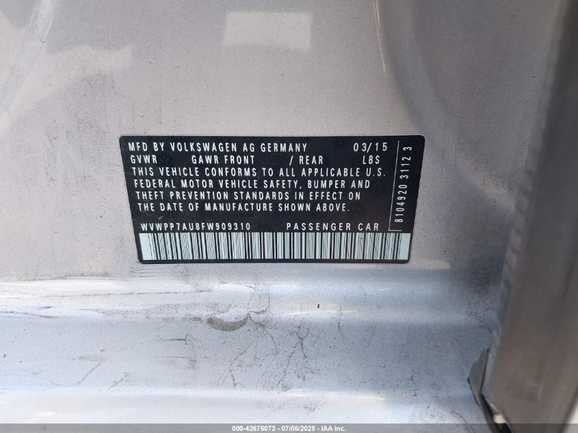 MFD BY VOLKSWAGEN AG GERMANY 03/15
GVWR GAWR FRONT / REAR LBS
THIS VEHICLE CONFORMS TO ALL APPLICABLE U.S.
FEDERAL MOTOR VEHICLE SAFETY, BUMPER AND
THEFT PREVENTION STANDARDS IN EFFECT ON
THE DATE OF MANUFACTURE SHOWN ABOVE.
WVWPP7AU8FW909310 PASSENGER CAR
8104920 3112 3
000-42676073 - 07/05/2025 - IAA Inc.